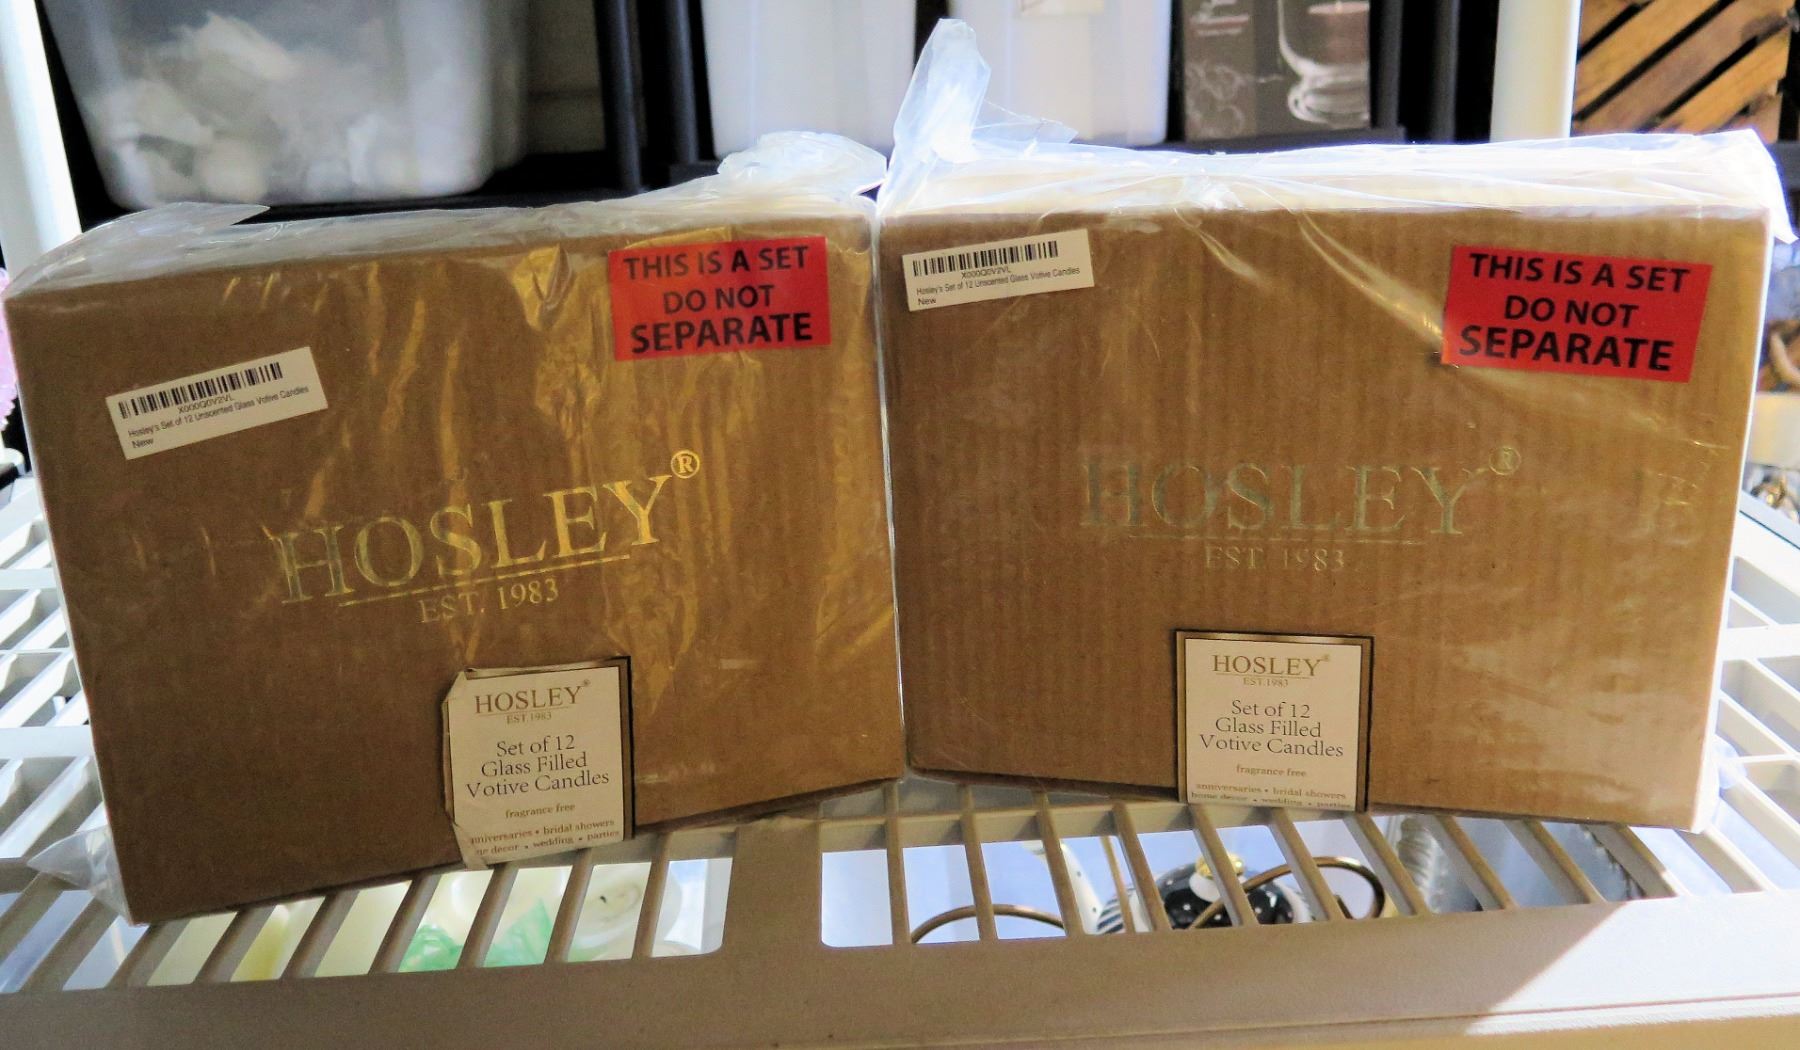 X000Q0V2VL
Hosley's Set of 12 Unscented Glass Votive Candles
New
THIS IS A SET
DO NOT
SEPARATE
HOSLEY®
EST. 1983
HOSLEY®
EST. 1983
Set of 12
Glass Filled
Votive Candles
fragrance free
anniversaries • bridal showers
decor • wedding • parties
X000Q0V2VL
Hosley's Set of 12 Unscented Glass Votive Candles
New
THIS IS A SET
DO NOT
SEPARATE
HOSLEY®
EST. 1983
HOSLEY®
EST. 1983
Set of 12
Glass Filled
Votive Candles
fragrance free
anniversaries • bridal showers
home decor • wedding • parties